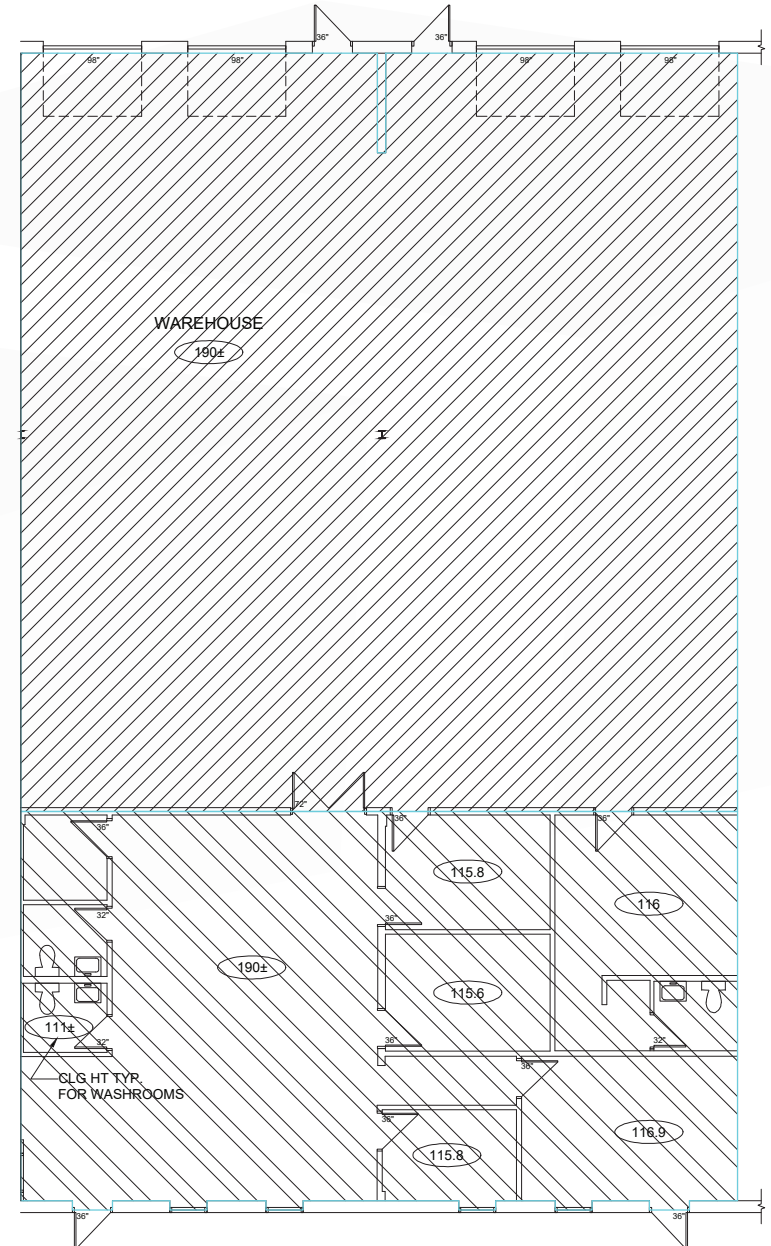 36" 36"
98" 98" 98" 98"
WAREHOUSE
190±
72"
36" 36" 36"
115.8
116
32" 36"
190±
115.6
111±
32" 36" 32"
36"
CLG HT TYP.
FOR WASHROOMS
36"
116.9
115.8
36" 36"